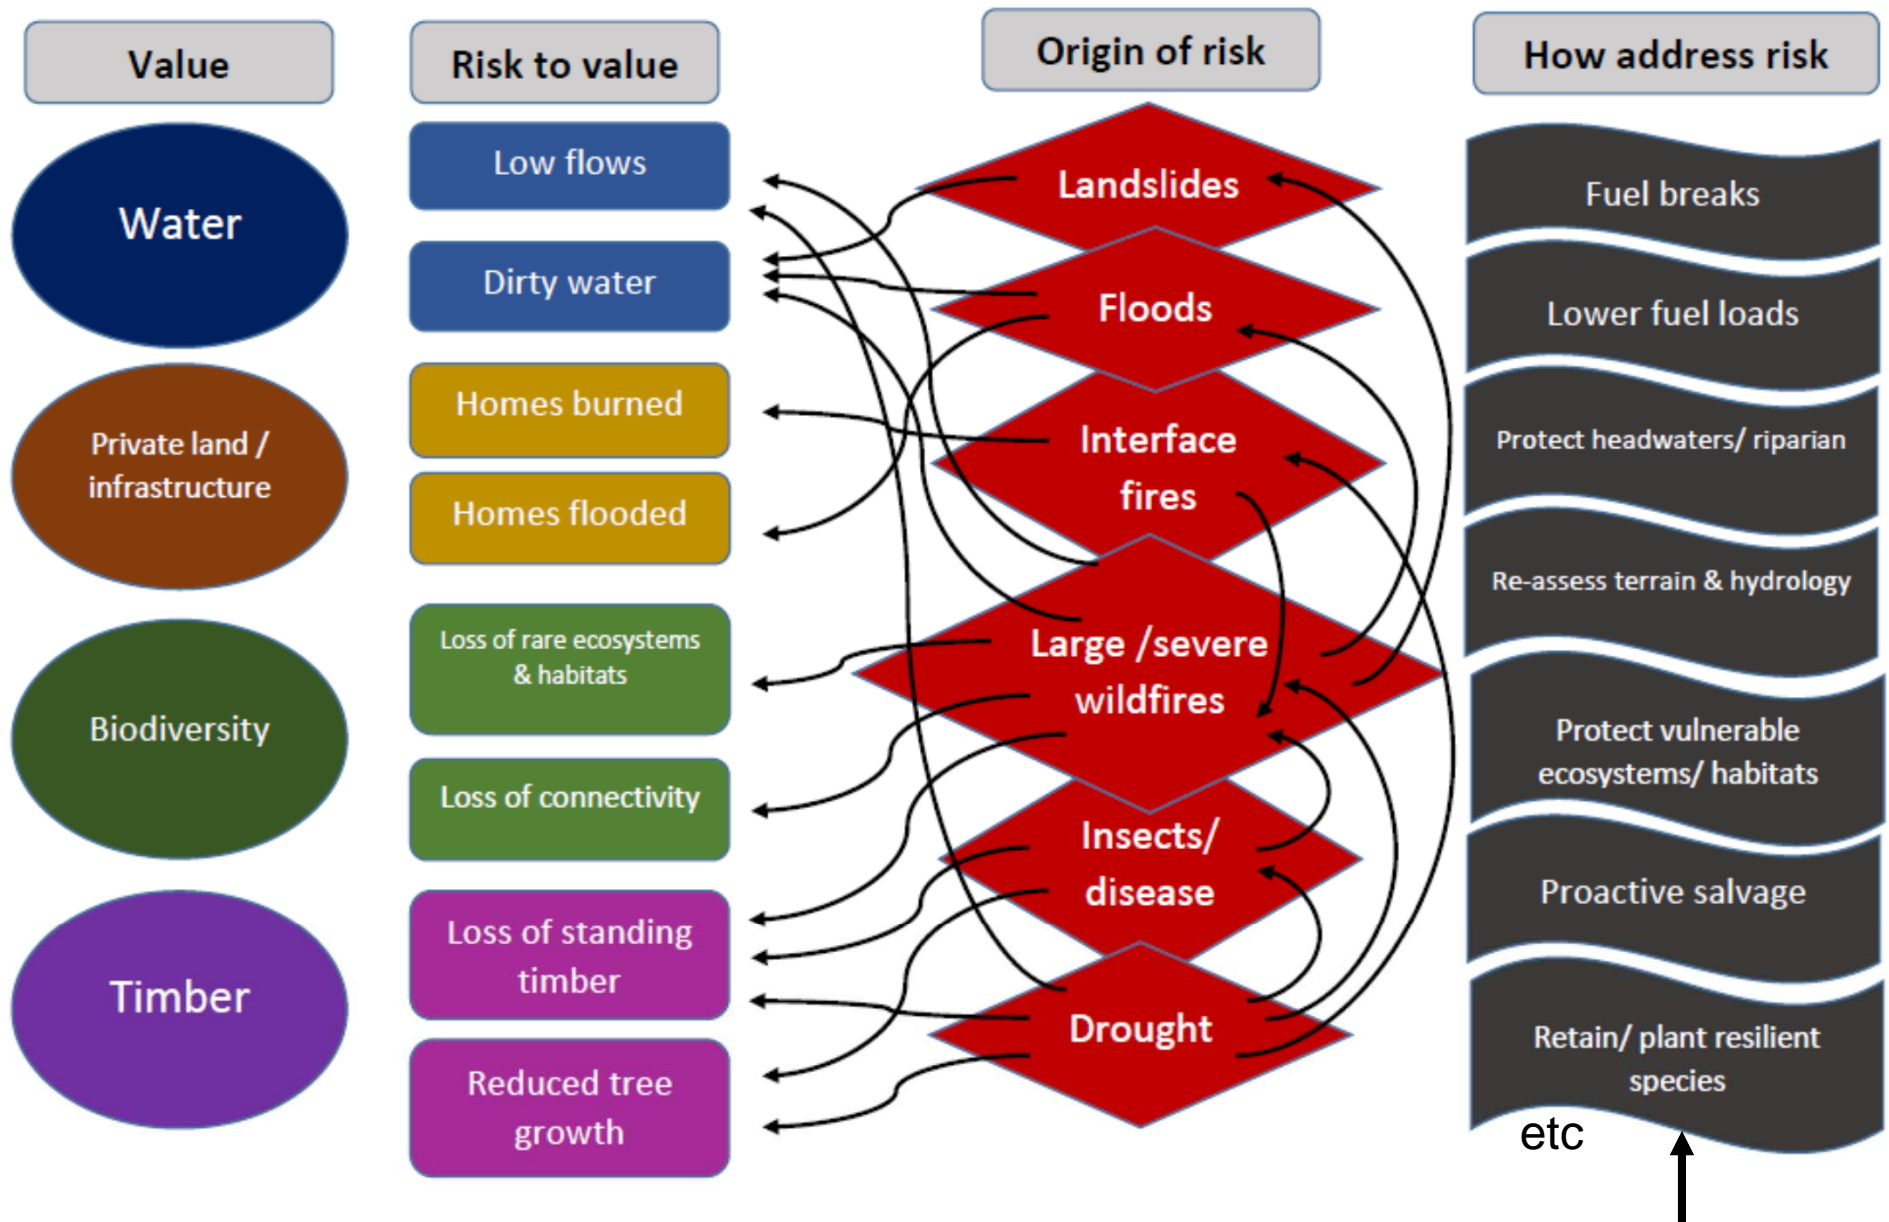 Value
Risk to value
Origin of risk
How address risk
Water
Private land /
infrastructure
Biodiversity
Timber
Low flows
Dirty water
Homes burned
Homes flooded
Loss of rare ecosystems
& habitats
Loss of connectivity
Loss of standing
timber
Reduced tree
growth
Landslides
Floods
Interface
fires
Large /severe
wildfires
Insects/
disease
Drought
Fuel breaks
Lower fuel loads
Protect headwaters/ riparian
Re-assess terrain & hydrology
Protect vulnerable
ecosystems/ habitats
Proactive salvage
Retain/ plant resilient
species
etc